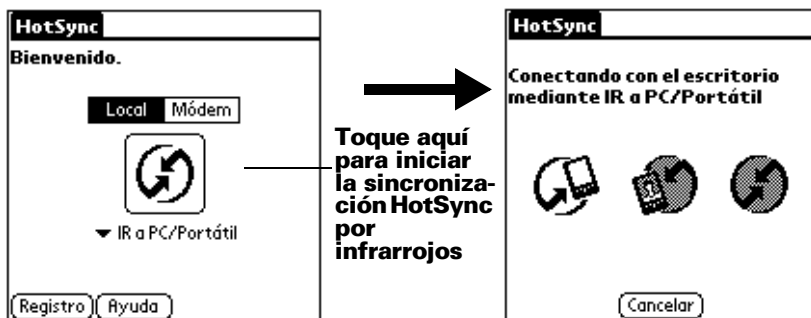 HotSync
Bienvenido.
Local Módem
IR a PC/Portátil
Registro Ayuda
Toque aquí
para iniciar
la sincroniza-
ción HotSync
por
infrarrojos
HotSync
Conectando con el escritorio
mediante IR a PC/Portátil
Cancelar